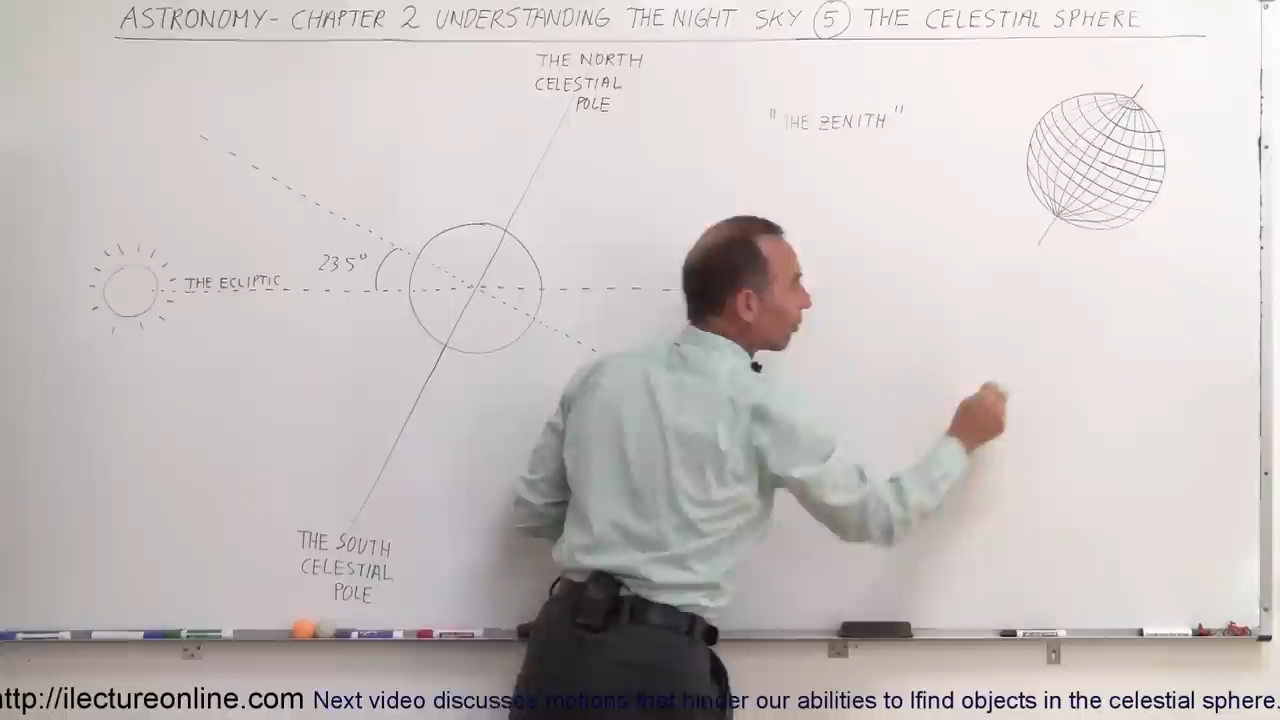 ASTRONOMY- CHAPTER 2 UNDERSTANDING THE NIGHT SKY 5 THE CELESTIAL SPHERE
THE NORTH
CELESTIAL
POLE
"THE ZENITH"
23.5°
THE ECLIPTIC
THE SOUTH
CELESTIAL
POLE
http://ilectureonline.com Next video discusses motions that hinder our abilities to lfind objects in the celestial sphere.